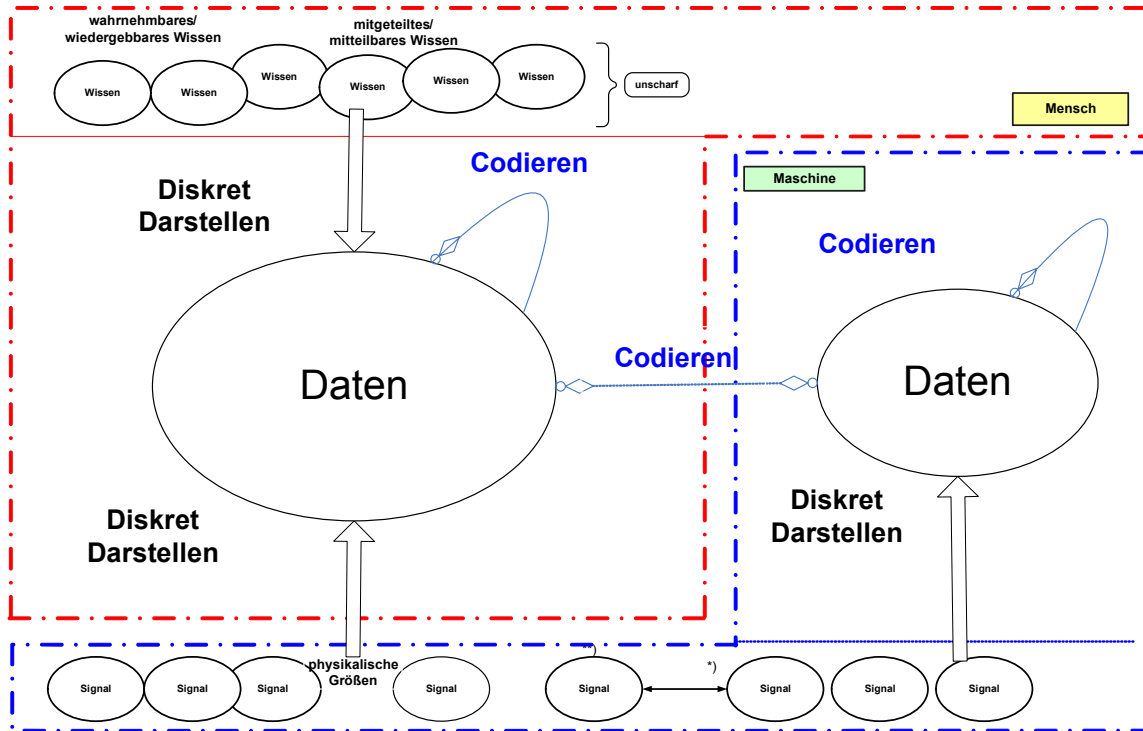 wahrnehmbares/
wiedergebbares Wissen
mitgeteiltes/
mitteilbares Wissen
Wissen
Wissen
Wissen
Wissen
Wissen
Wissen
unscharf
Mensch
Maschine
Diskret
Darstellen
Codieren
Codieren
Codieren
Daten
Daten
Diskret
Darstellen
Diskret
Darstellen
physikalische
Größen
**)
*)
Signal
Signal
Signal
Signal
Signal
Signal
Signal
Signal